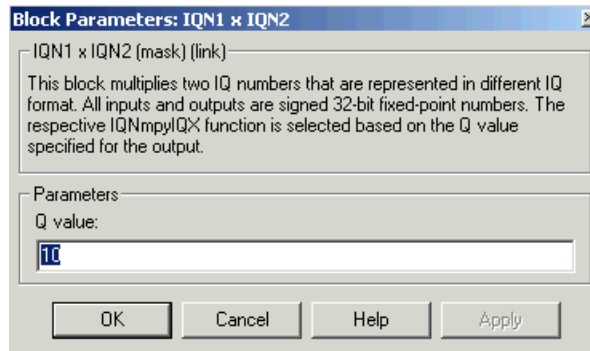 Block Parameters: IQN1 x IQN2
IQN1 x IQN2 (mask) (link)
This block multiplies two IQ numbers that are represented in different IQ
format. All inputs and outputs are signed 32-bit fixed-point numbers. The
respective IQNmpyIQX function is selected based on the Q value
specified for the output.
Parameters
Q value:
10
OK
Cancel
Help
Apply